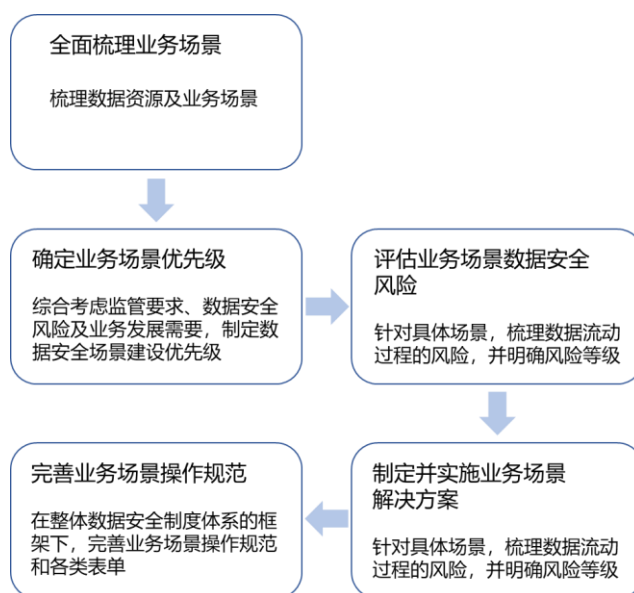 全面梳理业务场景
梳理数据资源及业务场景
确定业务场景优先级
综合考虑监管要求、数据安全
风险及业务发展需要，制定数
据安全场景建设优先级
评估业务场景数据安全
风险
针对具体场景，梳理数据流动
过程的风险，并明确风险等级
制定并实施业务场景
解决方案
针对具体场景，梳理数据流动
过程的风险，并明确风险等级
完善业务场景操作规范
在整体数据安全制度体系的框
架下，完善业务场景操作规范
和各类表单